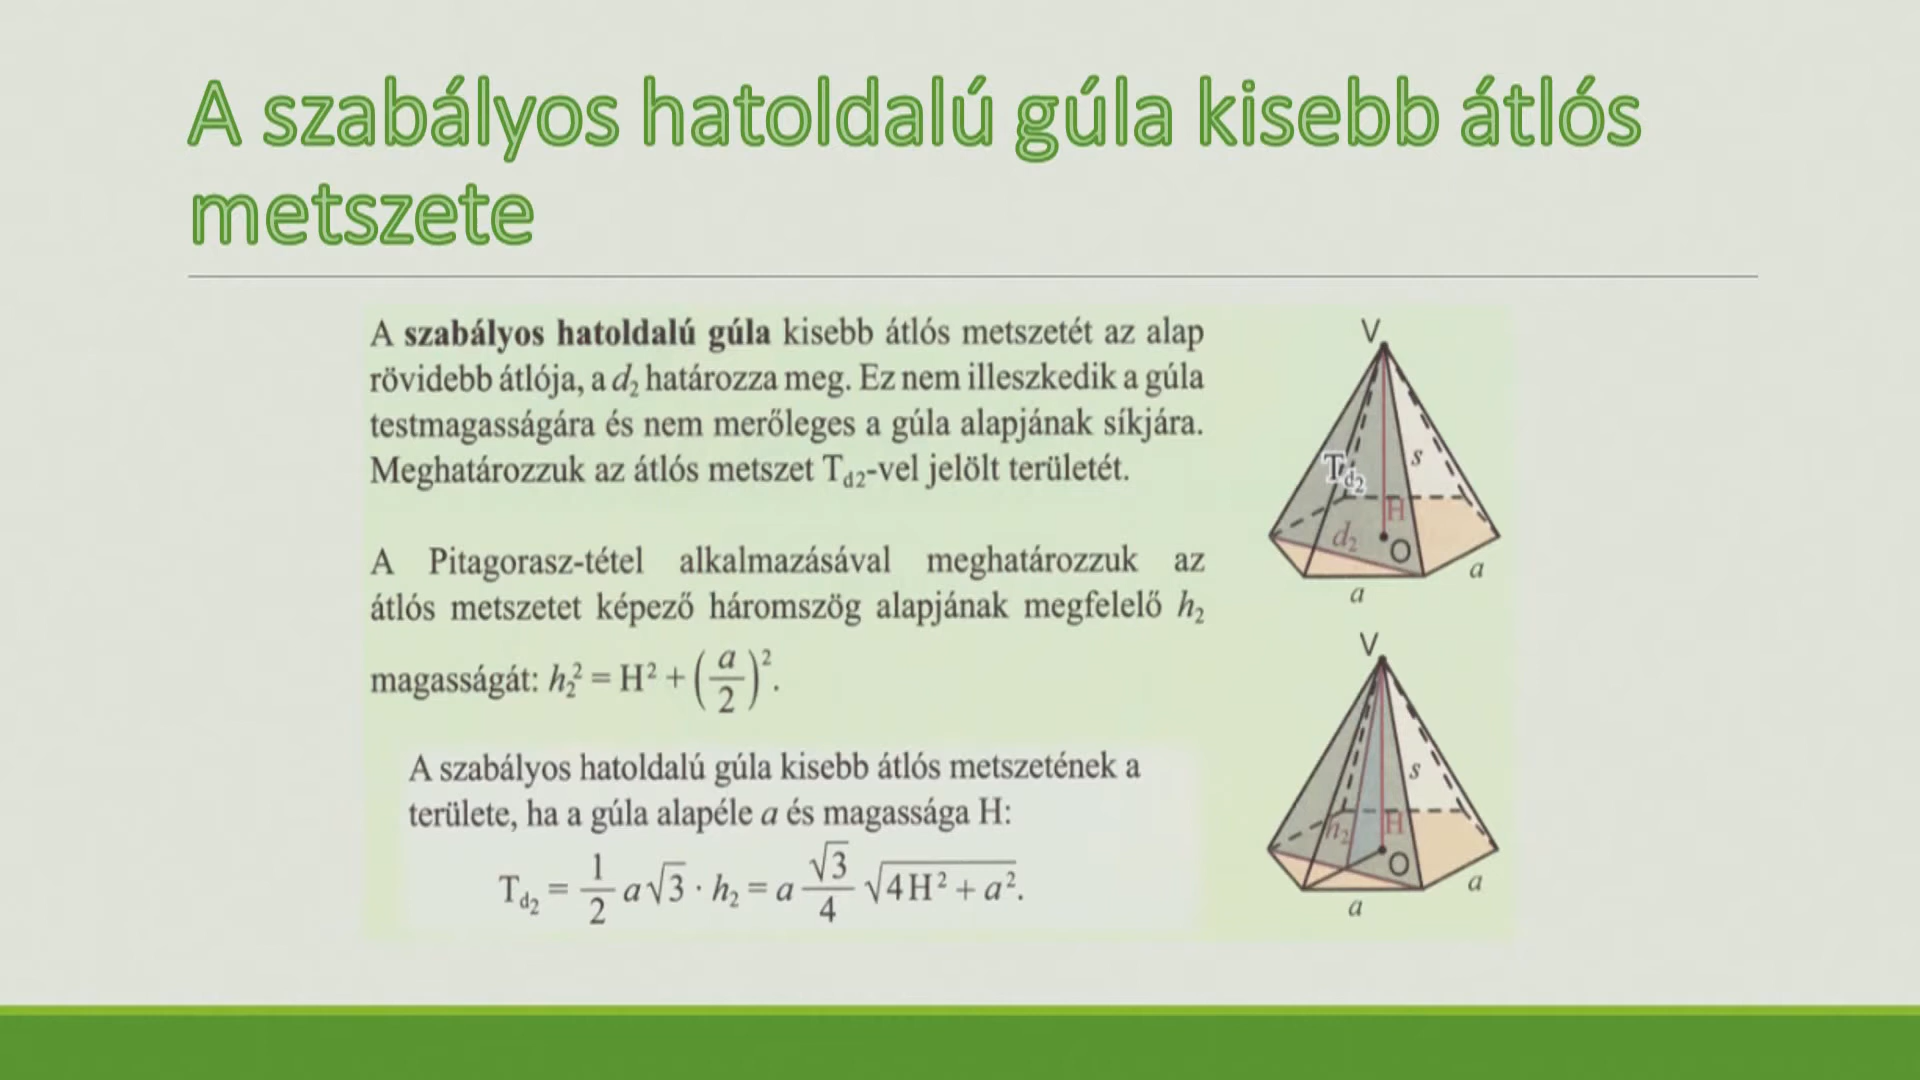 A szabályos hatoldalú gúla kisebb átlós
metszete
A szabályos hatoldalú gúla kisebb átlós metszetét az alap
rövidebb átlója, a d₂ határozza meg. Ez nem illeszkedik a gúla
testmagasságára és nem merőleges a gúla alapjának síkjára.
Meghatározzuk az átlós metszet T_d2-vel jelölt területét.
A Pitagorasz-tétel alkalmazásával meghatározzuk az
átlós metszetet képező háromszög alapjának megfelelő h₂
magasságát: h₂² = H² + (a/2)².
A szabályos hatoldalú gúla kisebb átlós metszetének a
területe, ha a gúla alapéle a és magassága H:
T_d₂ = 1/2 a√3 · h₂ = a √3/4 √(4H² + a²).
V
s
T_d₂
H
d₂
O
a
a
V
s
h₂
H
O
a
a